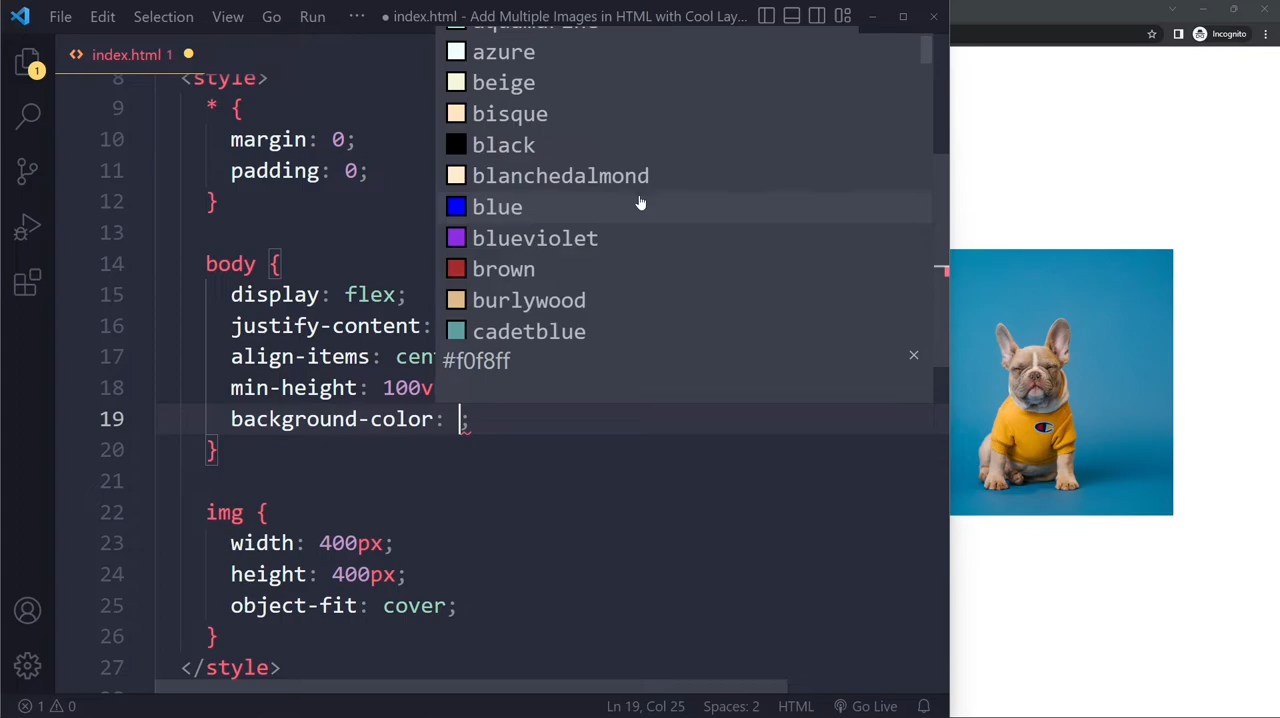 File Edit Selection View Go Run ··· ● index.html - Add Multiple Images in HTML with Cool Lay...
Incognito
index.html 1
1
8 <style>
9 * {
10 margin: 0;
11 padding: 0;
12 }
13
14 body {
15 display: flex;
16 justify-content:
17 align-items: cen
18 min-height: 100v
19 background-color: ;
20 }
21
22 img {
23 width: 400px;
24 height: 400px;
25 object-fit: cover;
26 }
27 </style>
aquamarine
azure
beige
bisque
black
blanchedalmond
blue
blueviolet
brown
burlywood
cadetblue
#f0f8ff
1 0
Ln 19, Col 25 Spaces: 2 HTML Go Live